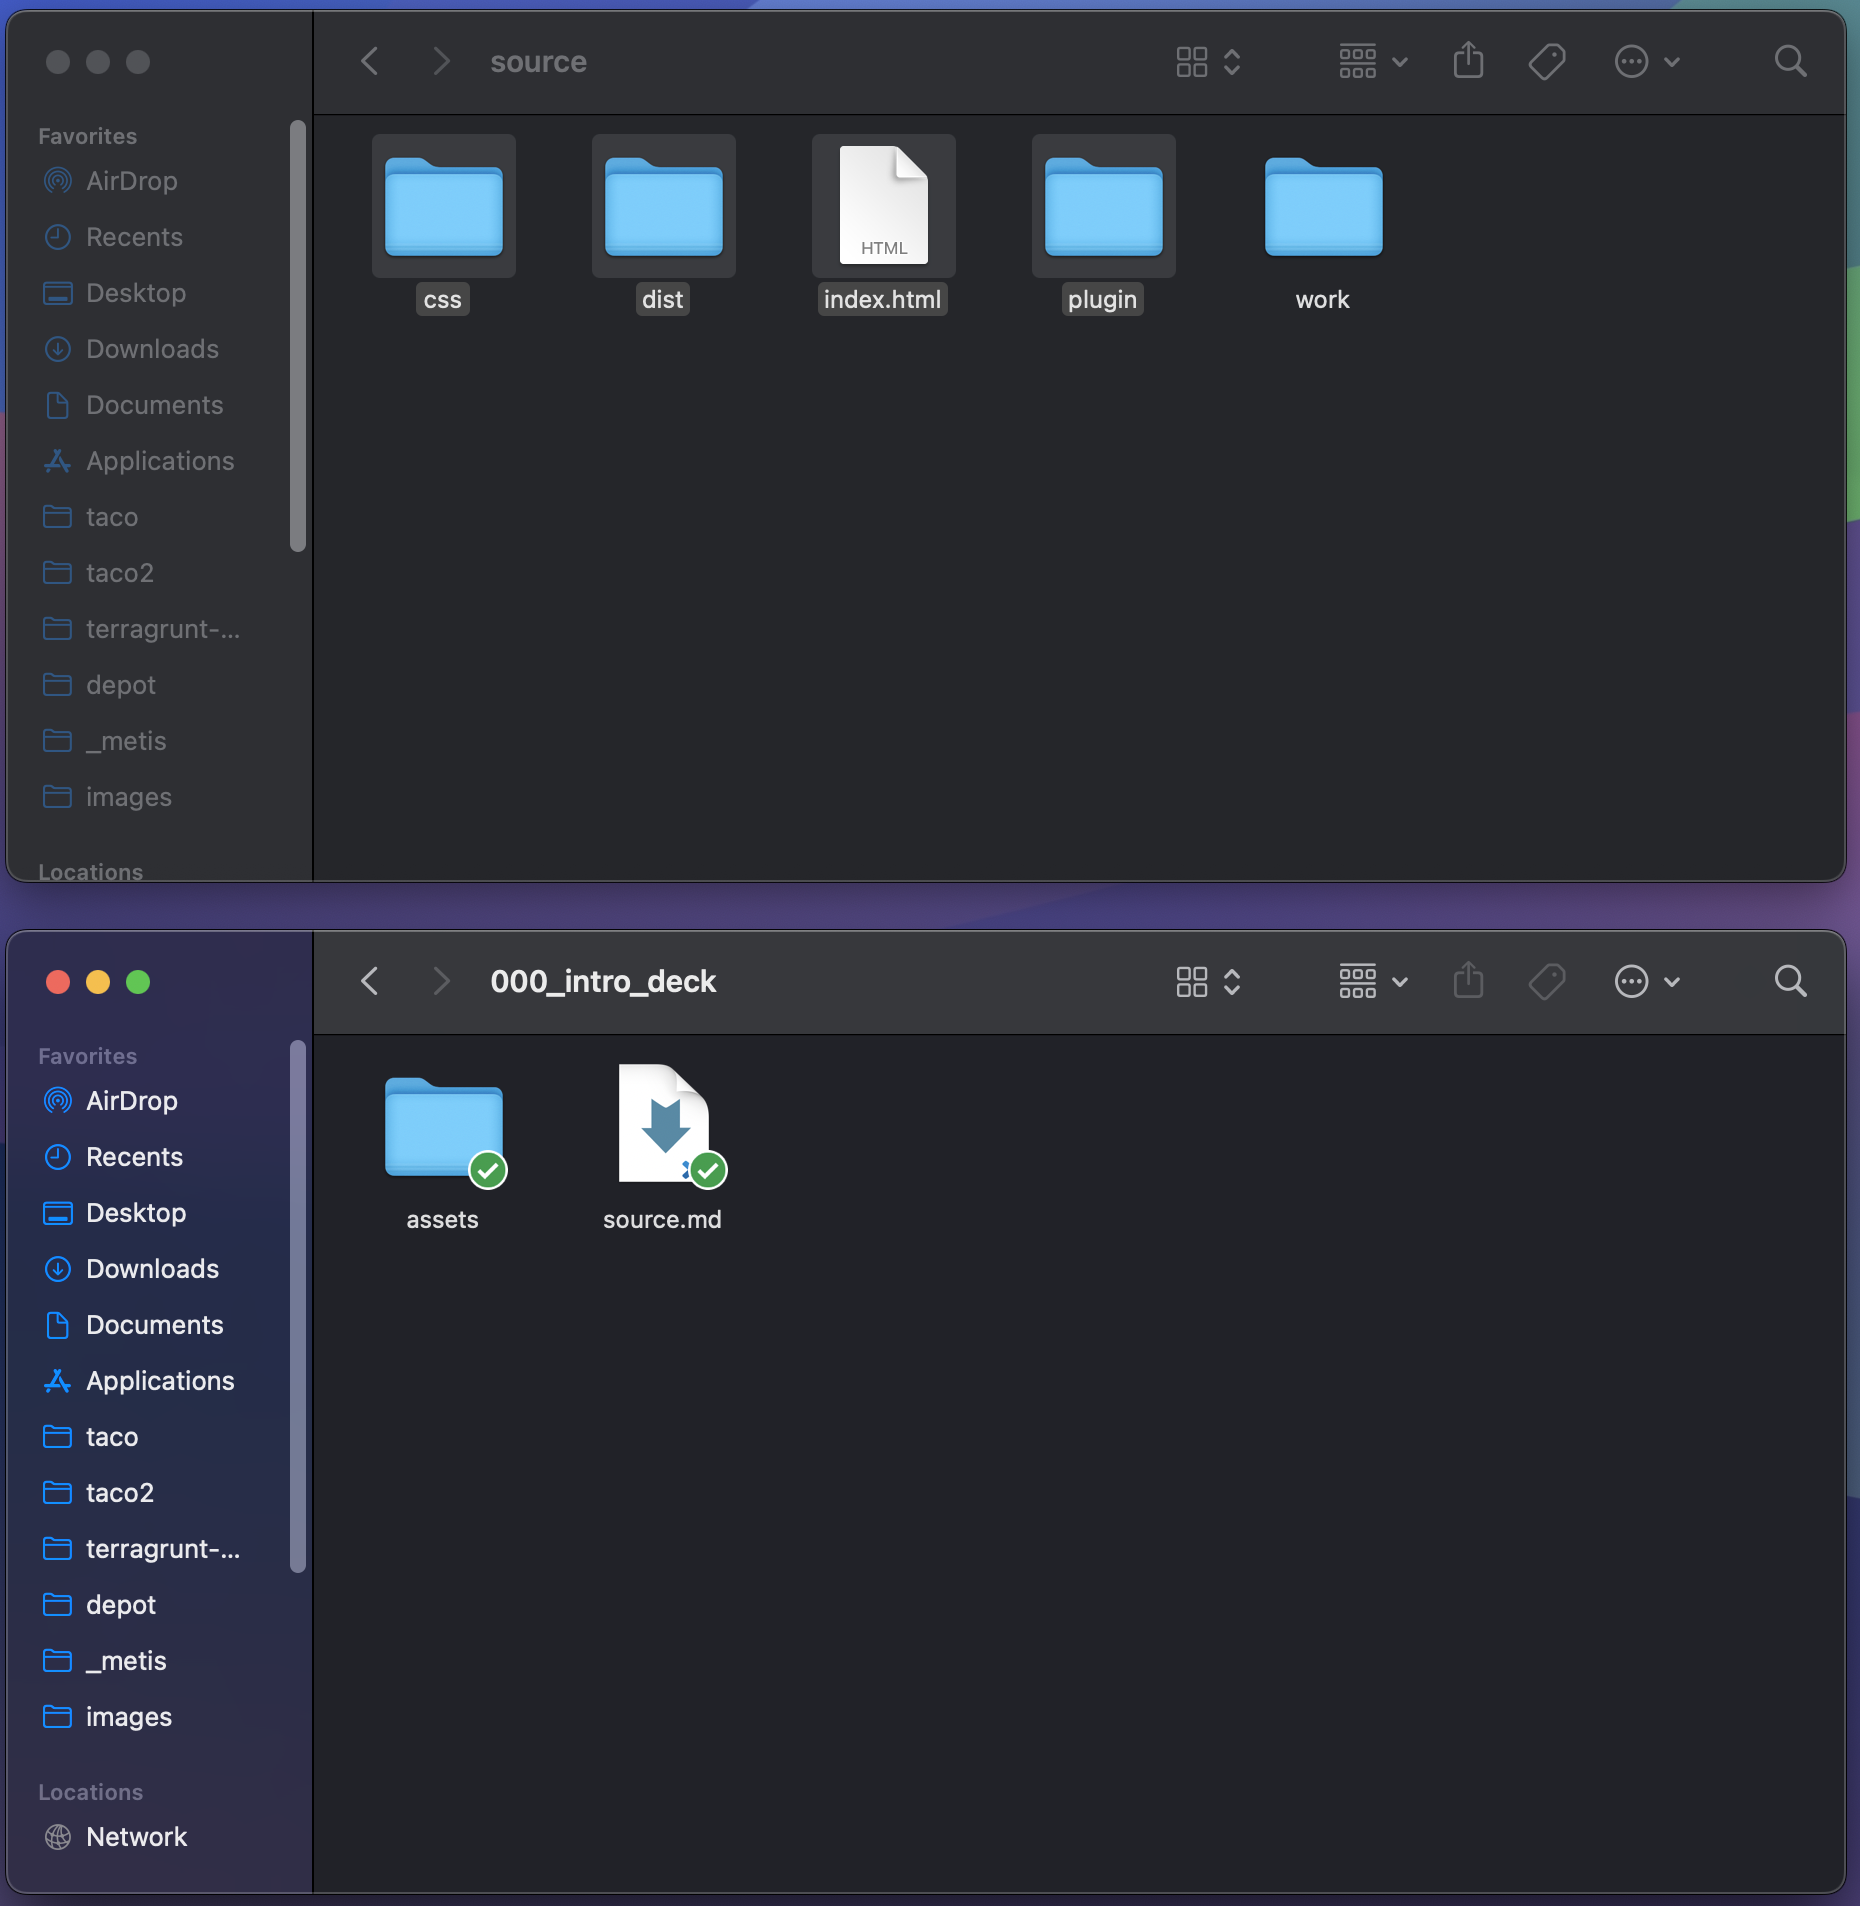 source
Favorites
AirDrop
Recents
Desktop
Downloads
Documents
Applications
taco
taco2
terragrunt-...
depot
_metis
images
Locations
HTML
css
dist
index.html
plugin
work
000_intro_deck
Favorites
AirDrop
Recents
Desktop
Downloads
Documents
Applications
taco
taco2
terragrunt-...
depot
_metis
images
Locations
Network
assets
source.md